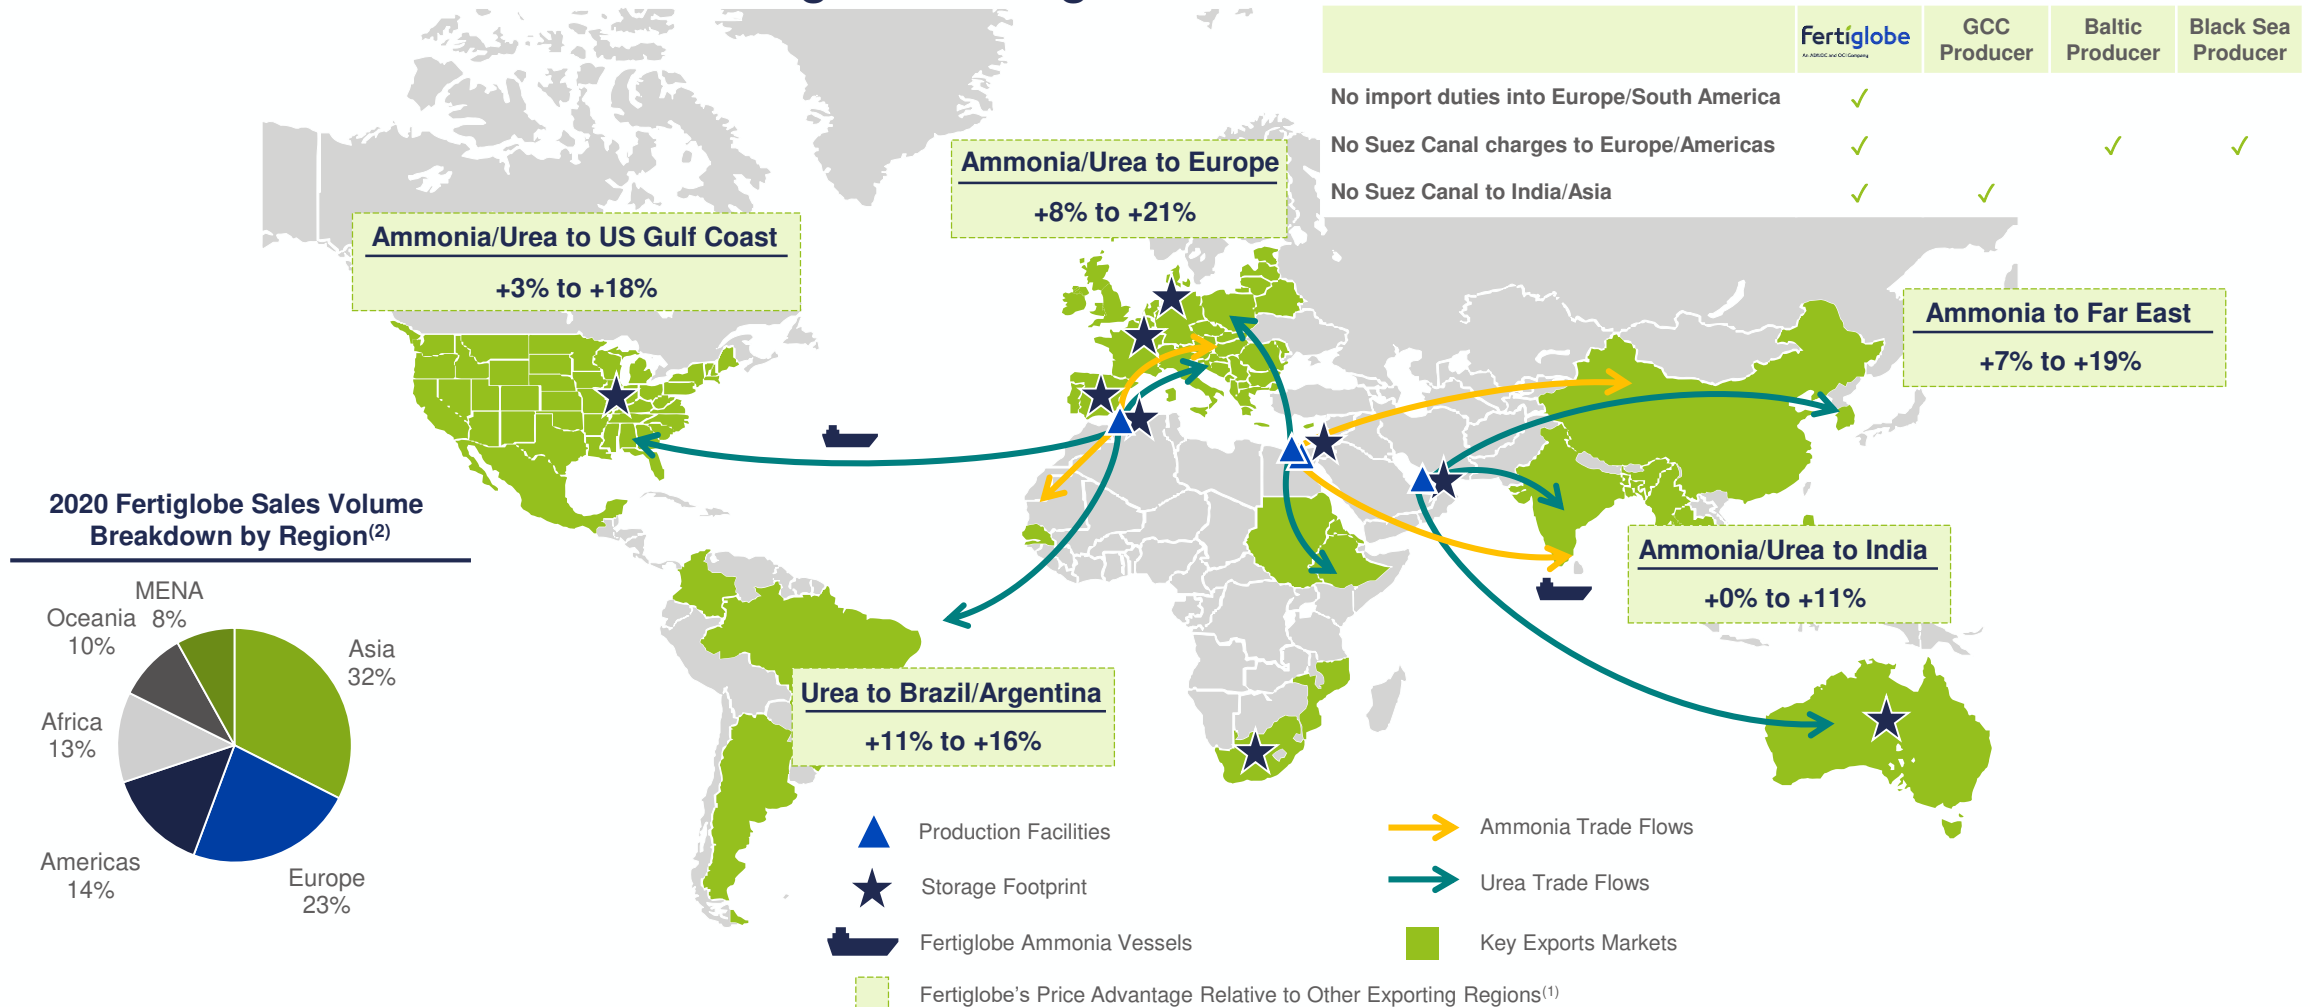 Fertiglobe
An ADNOC and OCI Company
GCC
Producer
Baltic
Producer
Black Sea
Producer
No import duties into Europe/South America ✓
No Suez Canal charges to Europe/Americas ✓ ✓ ✓
No Suez Canal to India/Asia ✓ ✓
Ammonia/Urea to Europe
+8% to +21%
Ammonia/Urea to US Gulf Coast
+3% to +18%
Ammonia to Far East
+7% to +19%
Ammonia/Urea to India
+0% to +11%
Urea to Brazil/Argentina
+11% to +16%
2020 Fertiglobe Sales Volume
Breakdown by Region(2)
MENA
8%
Oceania
10%
Asia
32%
Africa
13%
Americas
14%
Europe
23%
Production Facilities
Storage Footprint
Fertiglobe Ammonia Vessels
Fertiglobe's Price Advantage Relative to Other Exporting Regions(1)
Ammonia Trade Flows
Urea Trade Flows
Key Exports Markets